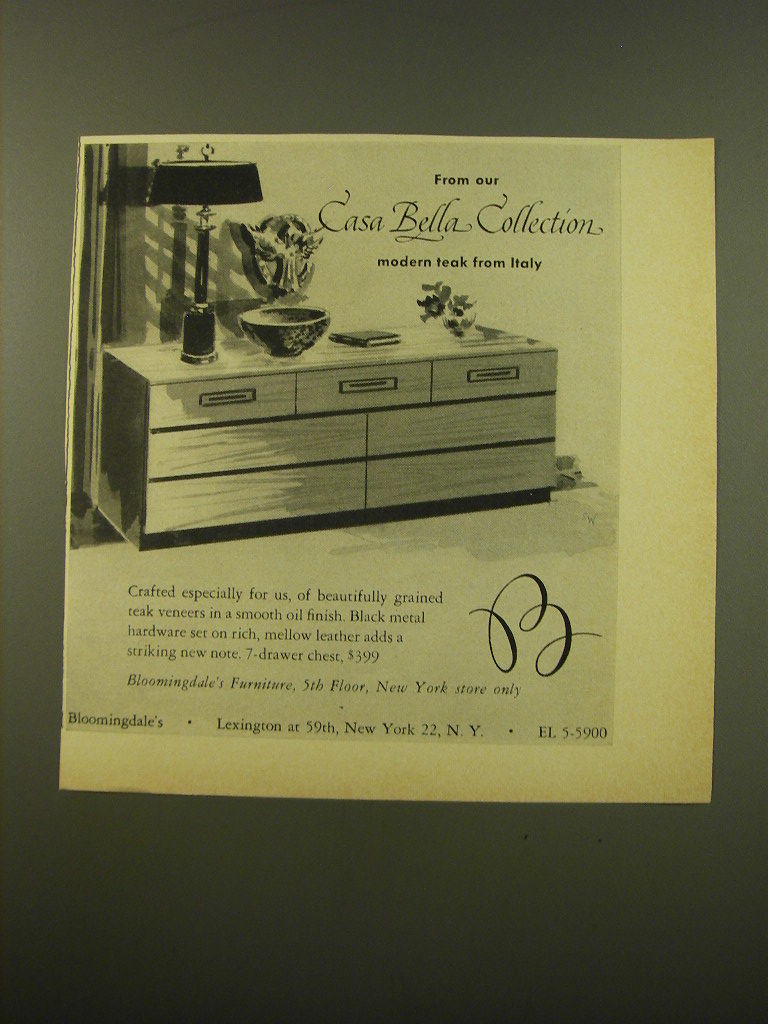 From our
Casa Bella Collection
modern teak from Italy
W
Crafted especially for us, of beautifully grained
teak veneers in a smooth oil finish. Black metal
hardware set on rich, mellow leather adds a
striking new note. 7-drawer chest, $399
B
Bloomingdale's Furniture, 5th Floor, New York store only
Bloomingdale's • Lexington at 59th, New York 22, N. Y. • EL 5-5900